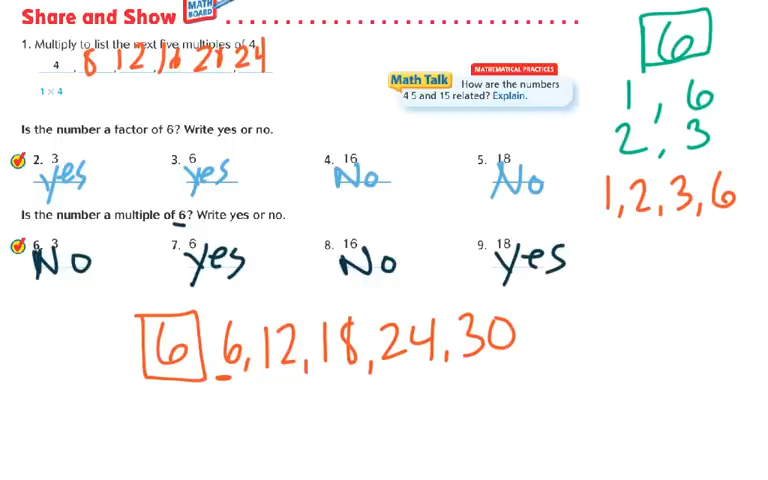 Share and Show
MATH BOARD
6
1. Multiply to list the next five multiples of 4.
4 , 8 , 12 , 16 , 20 , 24
1 × 4
Math Talk
MATHEMATICAL PRACTICES
How are the numbers
4 5 and 15 related? Explain.
1, 6
2, 3
1, 2, 3, 6
Is the number a factor of 6? Write yes or no.
2. 3 3. 6 4. 16 5. 18
yes yes No No
Is the number a multiple of 6? Write yes or no.
6. 3 7. 6 8. 16 9. 18
No yes No yes
6 6, 12, 18, 24, 30